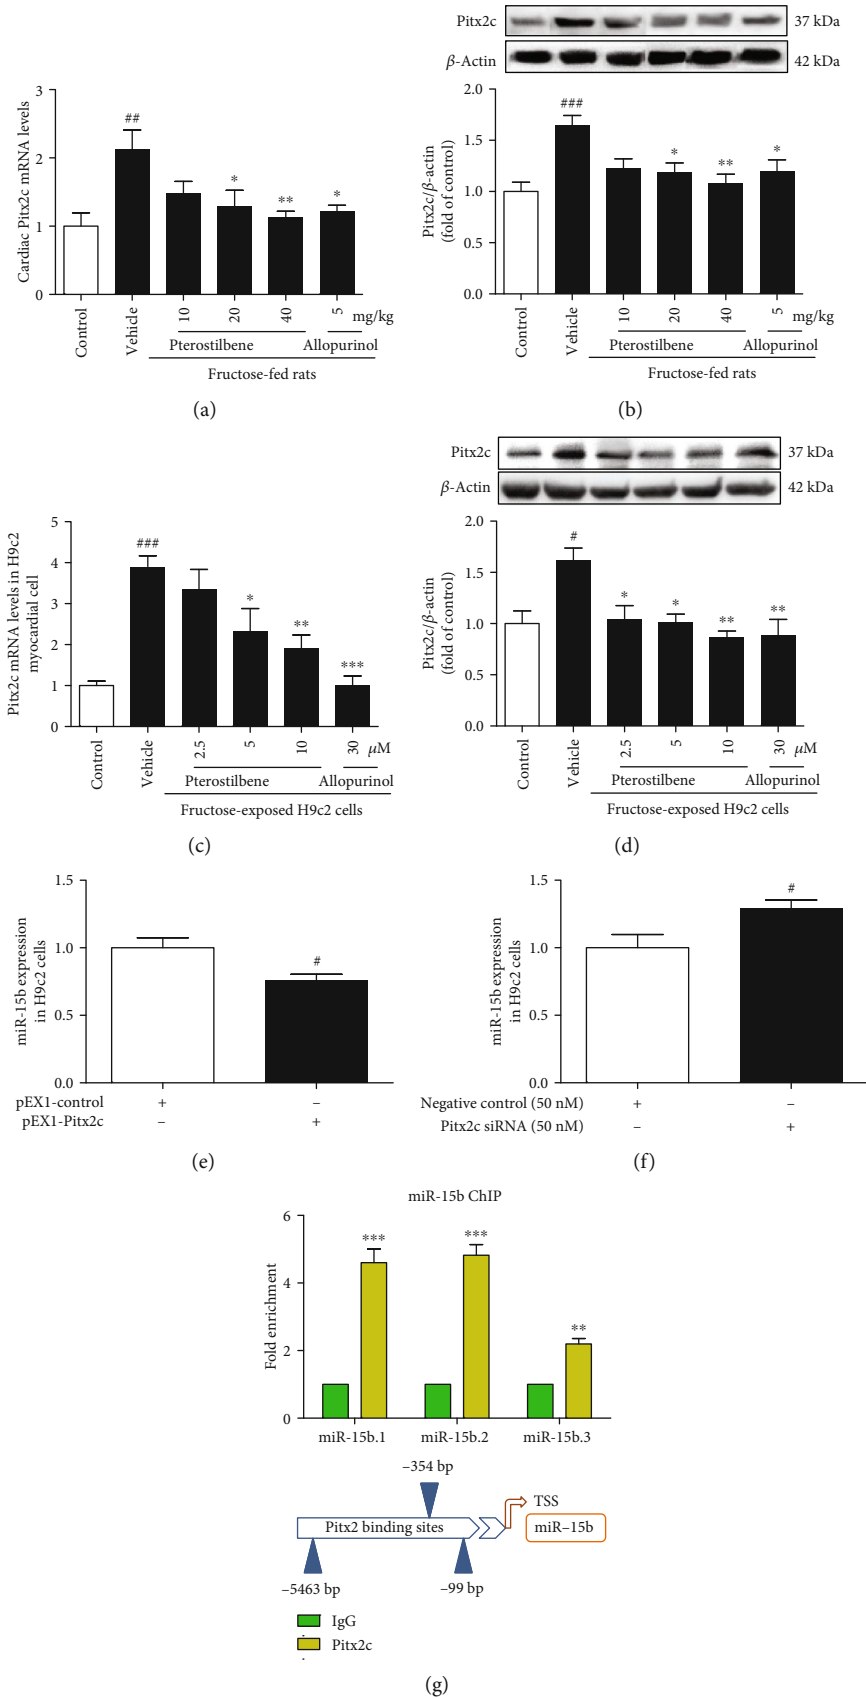 Cardiac Pitx2c mRNA levels
3
2
1
0
##
*
**
*
Control
Vehicle
10
20
40
5
mg/kg
Pterostilbene
Allopurinol
Fructose-fed rats
(a)
Pitx2c
37 kDa
β-Actin
42 kDa
Pitx2c/β-actin
(fold of control)
2.0
1.5
1.0
0.5
0.0
###
*
**
*
Control
Vehicle
10
20
40
5
mg/kg
Pterostilbene
Allopurinol
Fructose-fed rats
(b)
Pitx2c mRNA levels in H9c2
myocardial cell
5
4
3
2
1
0
###
*
**
***
Control
Vehicle
2.5
5
10
30
μM
Pterostilbene
Allopurinol
Fructose-exposed H9c2 cells
(c)
Pitx2c
37 kDa
β-Actin
42 kDa
Pitx2c/β-actin
(fold of control)
2.0
1.5
1.0
0.5
0.0
#
*
*
**
**
Control
Vehicle
2.5
5
10
30
μM
Pterostilbene
Allopurinol
Fructose-exposed H9c2 cells
(d)
miR-15b expression
in H9c2 cells
1.5
1.0
0.5
0.0
#
pEX1-control + –
pEX1-Pitx2c – +
(e)
miR-15b expression
in H9c2 cells
1.5
1.0
0.5
0.0
#
Negative control (50 nM) + –
Pitx2c siRNA (50 nM) – +
(f)
miR-15b ChIP
Fold enrichment
6
4
2
0
***
***
**
miR-15b.1 miR-15b.2 miR-15b.3
–354 bp
TSS
Pitx2 binding sites
miR–15b
–5463 bp
–99 bp
IgG
Pitx2c
(g)